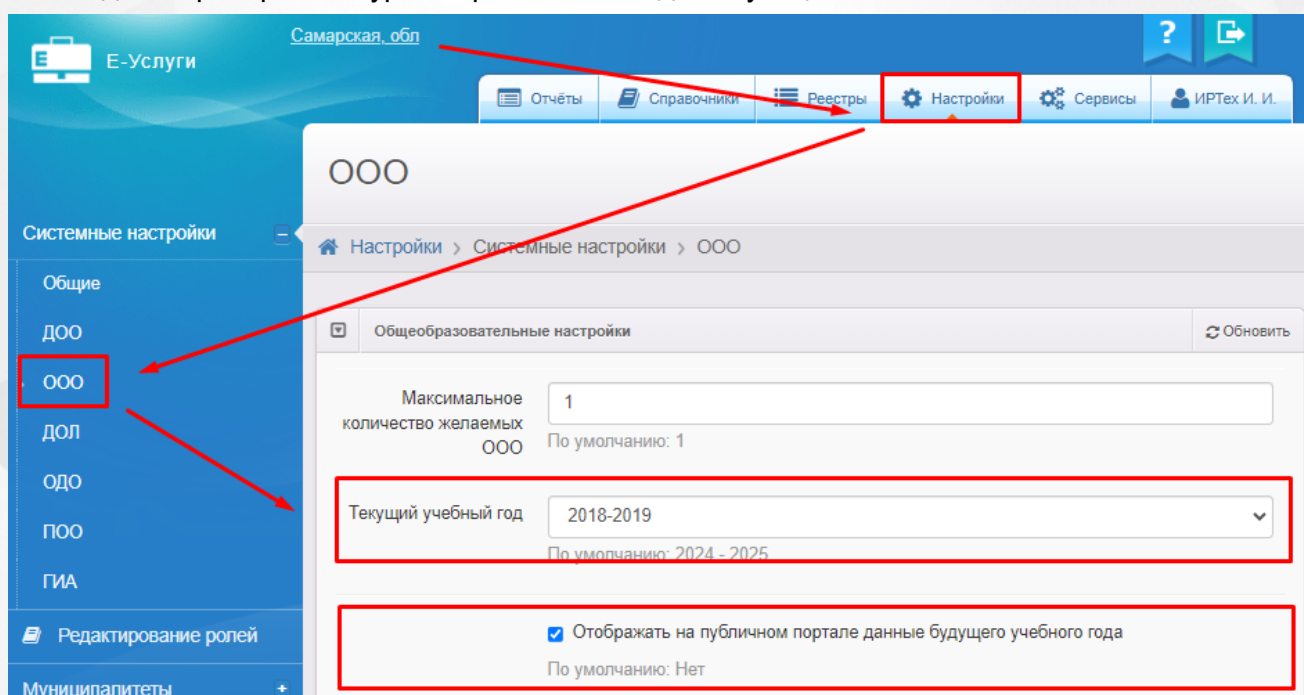 Самарская, обл
Е-Услуги
?
Отчёты
Справочники
Реестры
Настройки
Сервисы
ИРТех И. И.
ООО
Системные настройки
Настройки > Системные настройки > ООО
Общие
ДОО
ООО
ДОЛ
ОДО
ПОО
ГИА
Редактирование ролей
Муниципалитеты
Общеобразовательные настройки
Обновить
Максимальное
количество желаемых
ООО
1
По умолчанию: 1
Текущий учебный год
2018-2019
По умолчанию: 2024 - 2025
Отображать на публичном портале данные будущего учебного года
По умолчанию: Нет